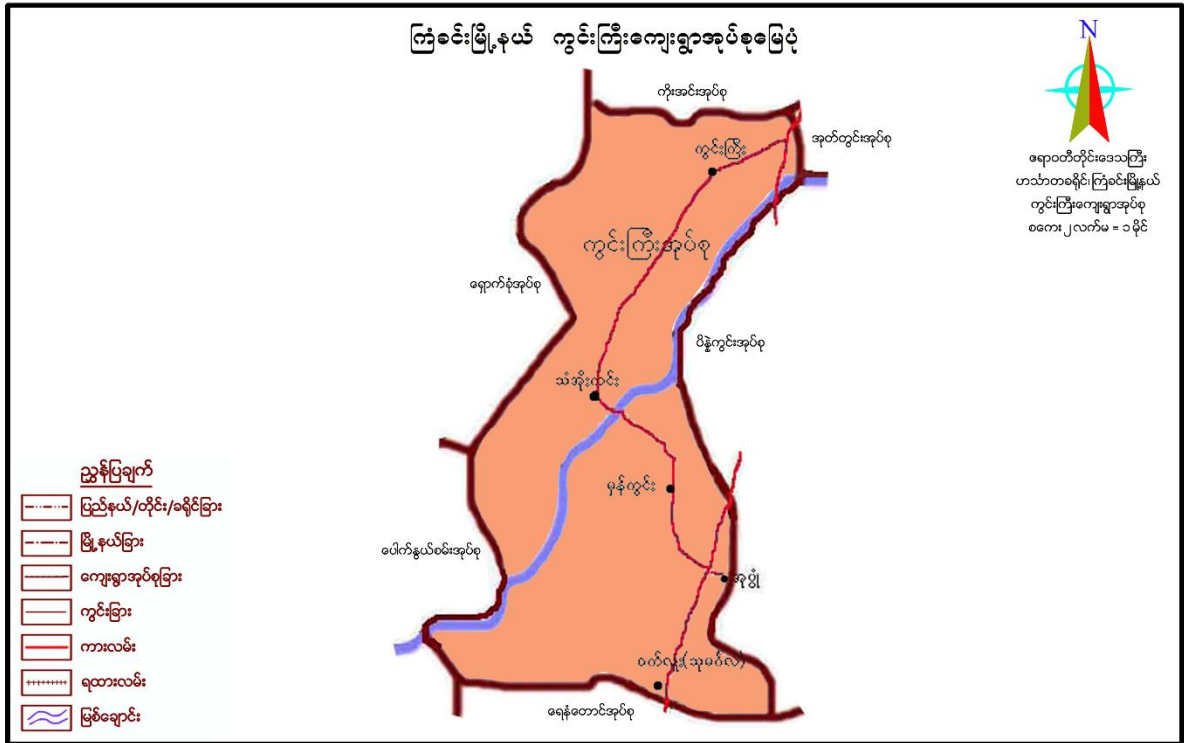 ကြံခင်းမြို့နယ် ကွင်းကြီးကျေးရွာအုပ်စုမြေပုံ
N
ကိုးအင်းအုပ်စု
အုတ်တွင်းအုပ်စု
ကွင်းကြီး
ဧရာဝတီတိုင်းဒေသကြီး
ဟင်္သာတခရိုင်၊ကြံခင်းမြို့နယ်
ကွင်းကြီးကျေးရွာအုပ်စု
စကေး ၂ လက်မ = ၁ မိုင်
ကွင်းကြီးအုပ်စု
ရှောက်ခုံအုပ်စု
ပိန္နဲကွင်းအုပ်စု
သံအိုးကင်း
မှန်ကွင်း
ပေါက်နွယ်စမ်းအုပ်စု
ဝက်လူး(သုမင်္ဂလ)
ရေနံတောင်အုပ်စု
ညွှန်ပြချက်
ပြည်နယ်/တိုင်း/ခရိုင်ခြား
မြို့နယ်ခြား
ကျေးရွာအုပ်စုခြား
ကွင်းခြား
ကားလမ်း
ရထားလမ်း
မြစ်ချောင်း